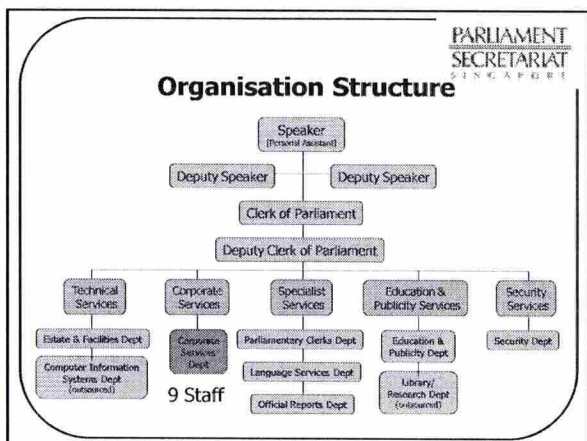 PARLIAMENT
SECRETARIAT
SINGAPORE
Organisation Structure
Speaker
(Personal Assistant)
Deputy Speaker
Deputy Speaker
Clerk of Parliament
Deputy Clerk of Parliament
Technical
Services
Corporate
Services
Specialist
Services
Education &
Publicity Services
Security
Services
Estate & Facilities Dept
Computer Information
Systems Dept
(outsourced)
Corporate
Services
Dept
9 Staff
Parliamentary Clerks Dept
Language Services Dept
Official Reports Dept
Education &
Publicity Dept
Library/
Research Dept
(outsourced)
Security Dept